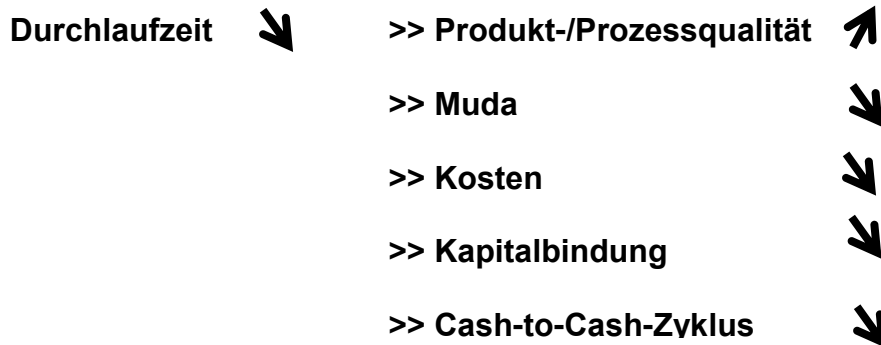 Durchlaufzeit >> Produkt-/Prozessqualität
>> Muda
>> Kosten
>> Kapitalbindung
>> Cash-to-Cash-Zyklus